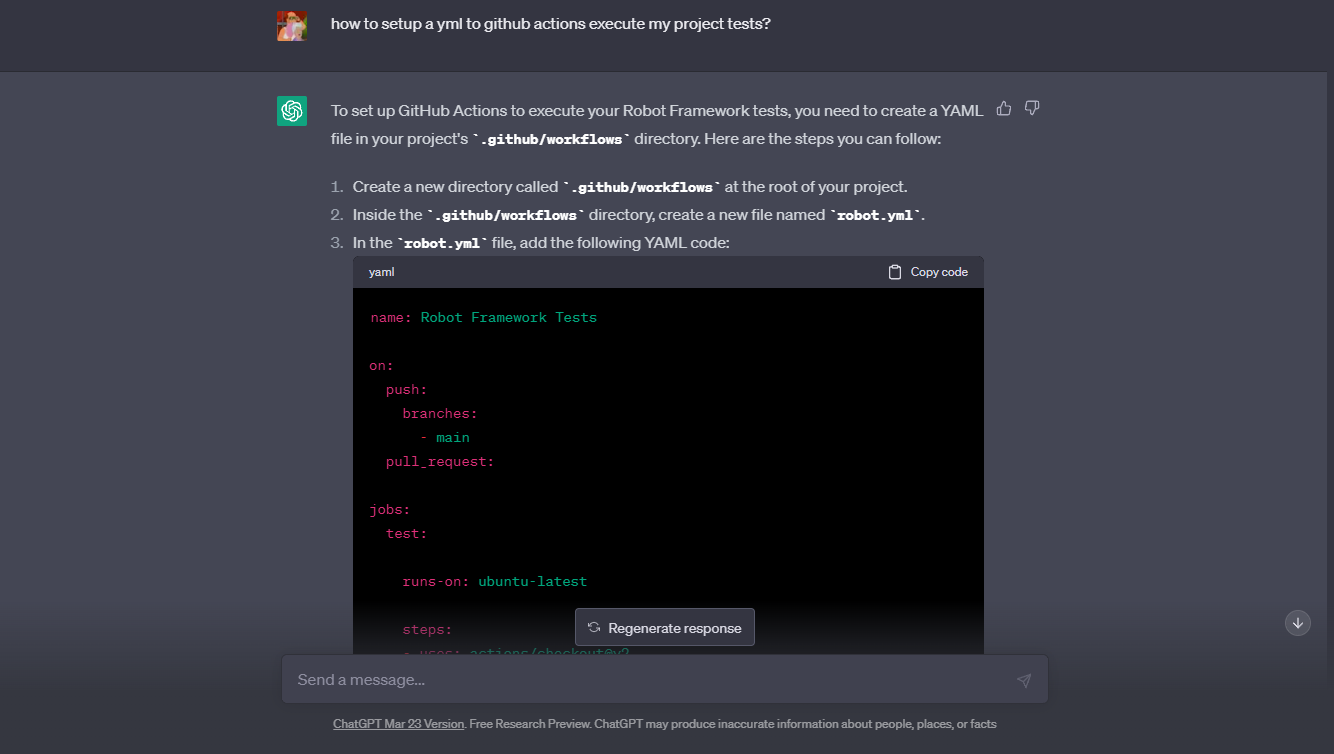 how to setup a yml to github actions execute my project tests?
To set up GitHub Actions to execute your Robot Framework tests, you need to create a YAML
file in your project's `.github/workflows` directory. Here are the steps you can follow:
1. Create a new directory called `.github/workflows` at the root of your project.
2. Inside the `.github/workflows` directory, create a new file named `robot.yml`.
3. In the `robot.yml` file, add the following YAML code:
yaml Copy code
name: Robot Framework Tests
on:
push:
branches:
- main
pull_request:
jobs:
test:
runs-on: ubuntu-latest
steps:
Regenerate response
- uses: actions/checkout@v2
Send a message...
ChatGPT Mar 23 Version. Free Research Preview. ChatGPT may produce inaccurate information about people, places, or facts